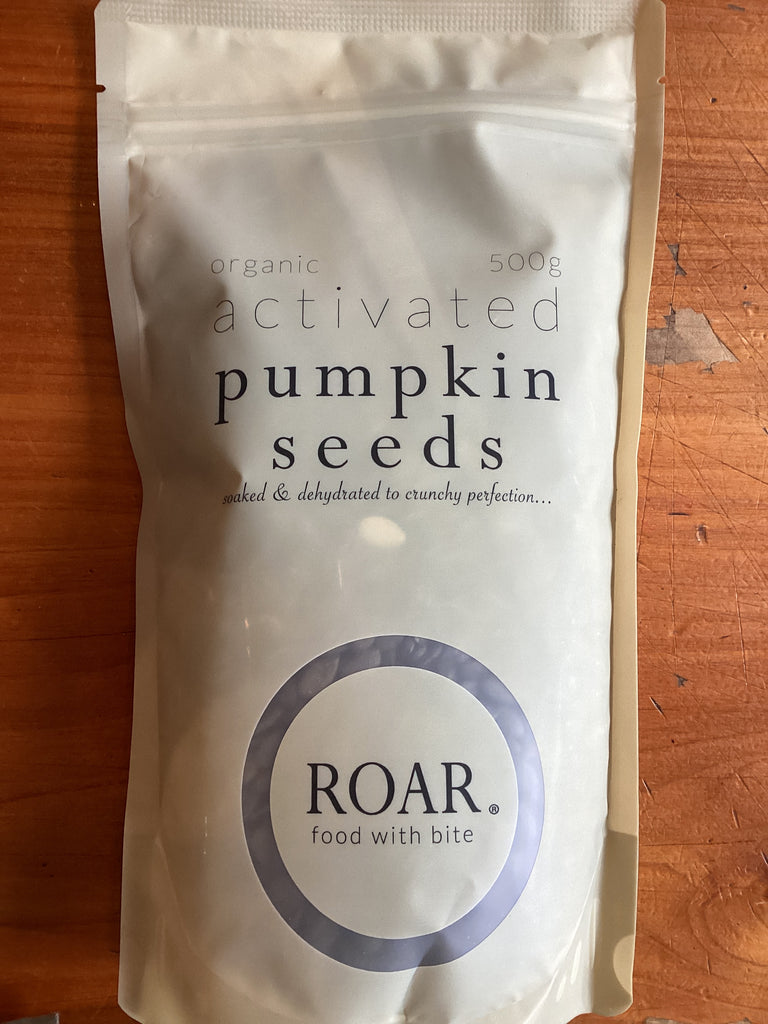 organic 500g
activated
pumpkin
seeds
soaked & dehydrated to crunchy perfection...
ROAR®
food with bite